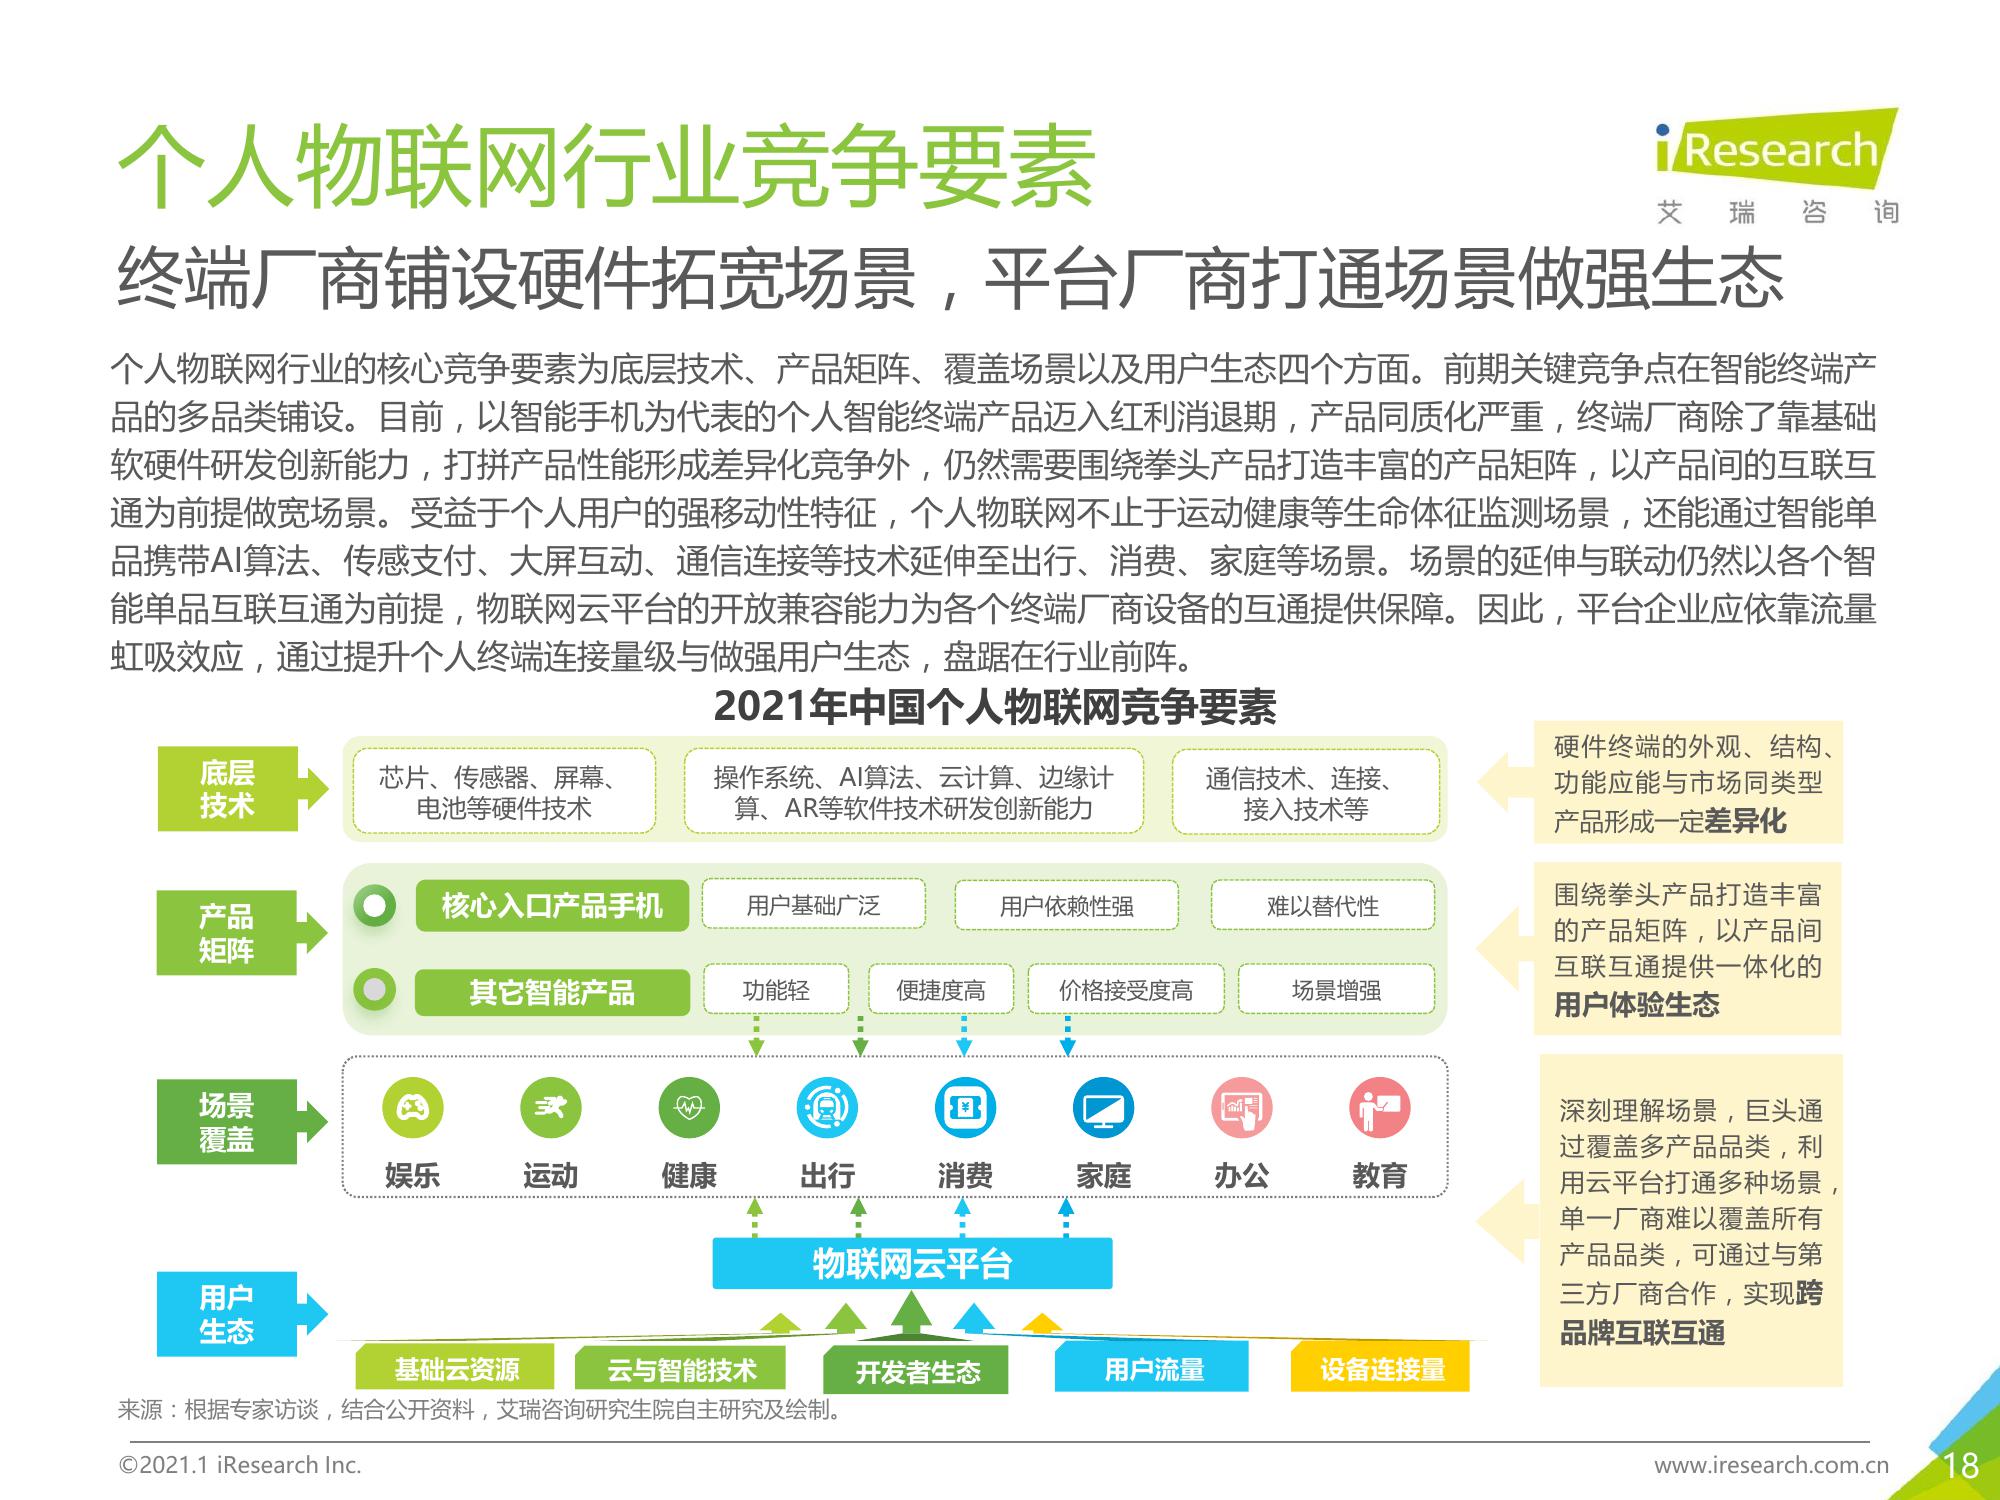 个人物联网行业竞争要素
iResearch
艾瑞咨询
终端厂商铺设硬件拓宽场景，平台厂商打通场景做强生态
个人物联网行业的核心竞争要素为底层技术、产品矩阵、覆盖场景以及用户生态四个方面。前期关键竞争点在智能终端产
品的多品类铺设。目前，以智能手机为代表的个人智能终端产品迈入红利消退期，产品同质化严重，终端厂商除了靠基础
软硬件研发创新能力，打拼产品性能形成差异化竞争外，仍然需要围绕拳头产品打造丰富的产品矩阵，以产品间的互联互
通为前提做宽场景。受益于个人用户的强移动性特征，个人物联网不止于运动健康等生命体征监测场景，还能通过智能单
品携带AI算法、传感支付、大屏互动、通信连接等技术延伸至出行、消费、家庭等场景。场景的延伸与联动仍然以各个智
能单品互联互通为前提，物联网云平台的开放兼容能力为各个终端厂商设备的互通提供保障。因此，平台企业应依靠流量
虹吸效应，通过提升个人终端连接量级与做强用户生态，盘踞在行业前阵。
2021年中国个人物联网竞争要素
底层
技术
芯片、传感器、屏幕、
电池等硬件技术
操作系统、AI算法、云计算、边缘计
算、AR等软件技术研发创新能力
通信技术、连接、
接入技术等
硬件终端的外观、结构、
功能应能与市场同类型
产品形成一定差异化
产品
矩阵
核心入口产品手机
用户基础广泛
用户依赖性强
难以替代性
其它智能产品
功能轻
便捷度高
价格接受度高
场景增强
围绕拳头产品打造丰富
的产品矩阵，以产品间
互联互通提供一体化的
用户体验生态
场景
覆盖
娱乐
运动
健康
出行
¥
消费
家庭
办公
教育
深刻理解场景，巨头通
过覆盖多产品品类，利
用云平台打通多种场景，
单一厂商难以覆盖所有
产品品类，可通过与第
三方厂商合作，实现跨
品牌互联互通
用户
生态
物联网云平台
基础云资源
云与智能技术
开发者生态
用户流量
设备连接量
来源：根据专家访谈，结合公开资料，艾瑞咨询研究生院自主研究及绘制。
©2021.1 iResearch Inc.
www.iresearch.com.cn
18